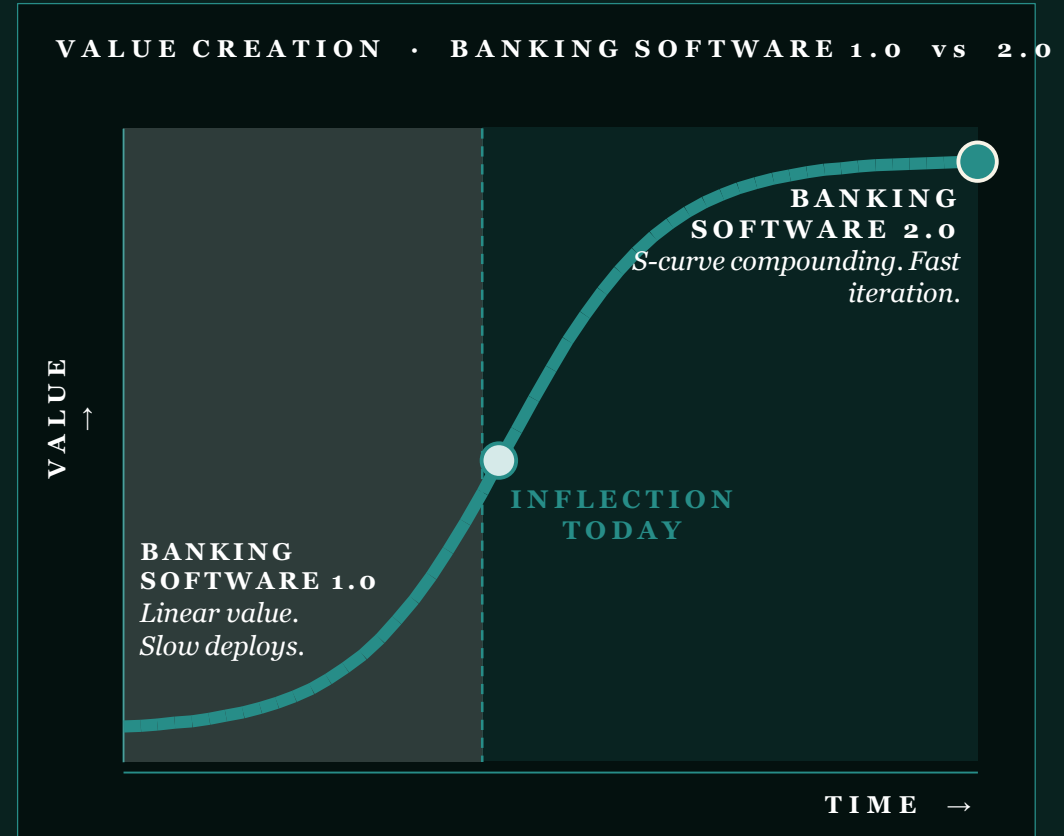 VALUE CREATION · BANKING SOFTWARE 1.0 vs 2.0
BANKING
SOFTWARE 2.0
S-curve compounding. Fast
iteration.
VALUE
→
INFLECTION
TODAY
BANKING
SOFTWARE 1.0
Linear value.
Slow deploys.
TIME →